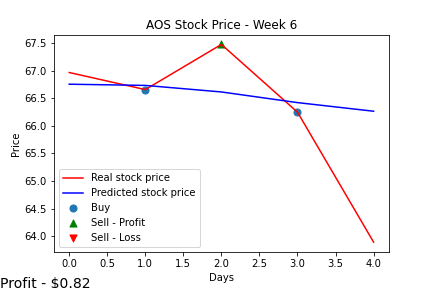 AOS Stock Price - Week 6
Price
67.5
67.0
66.5
66.0
65.5
65.0
64.5
64.0
Real stock price
Predicted stock price
Buy
Sell - Profit
Sell - Loss
0.0 0.5 1.0 1.5 2.0 2.5 3.0 3.5 4.0
Days
Profit - $0.82